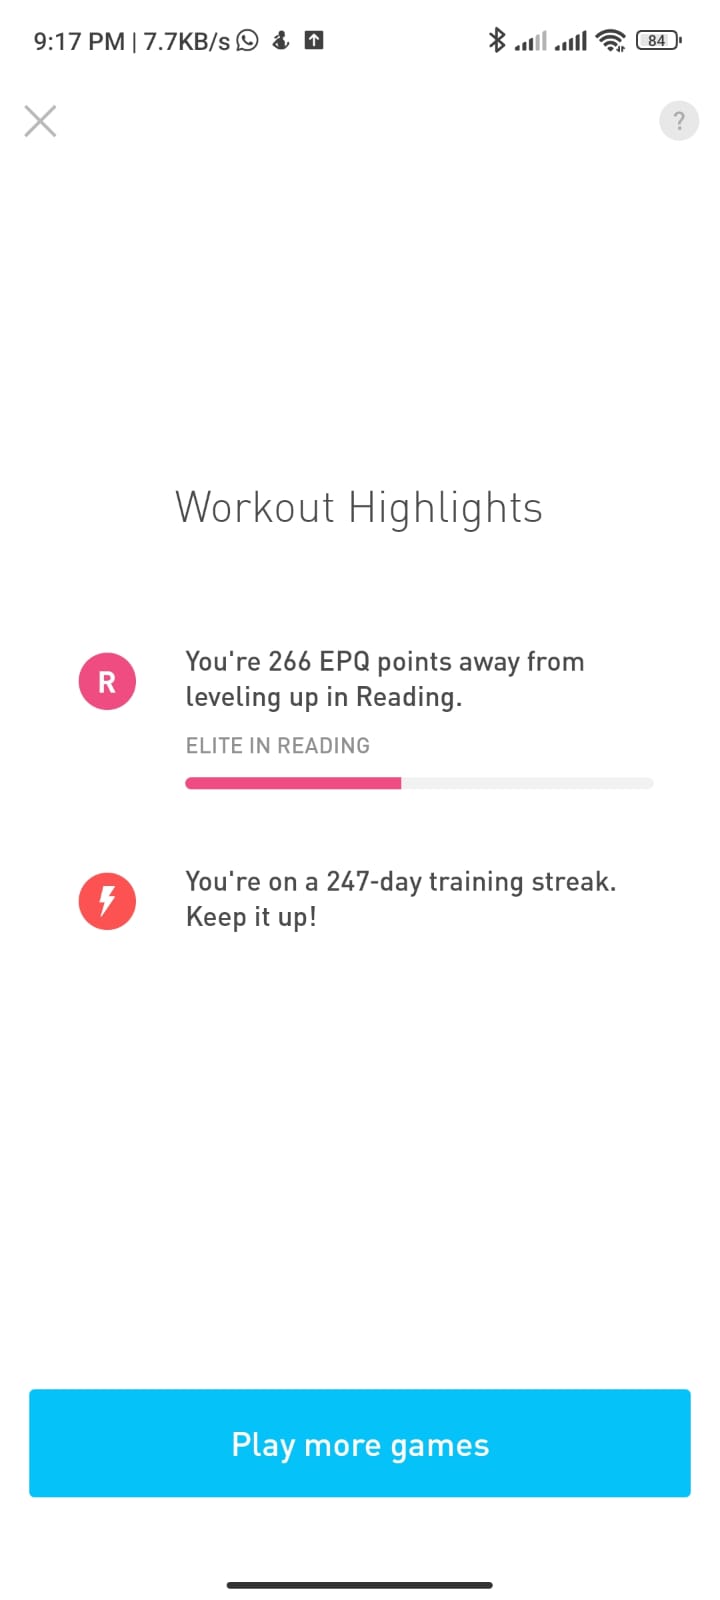 9:17 PM | 7.7KB/s
84
?
Workout Highlights
R
You're 266 EPQ points away from
leveling up in Reading.
ELITE IN READING
You're on a 247-day training streak.
Keep it up!
Play more games